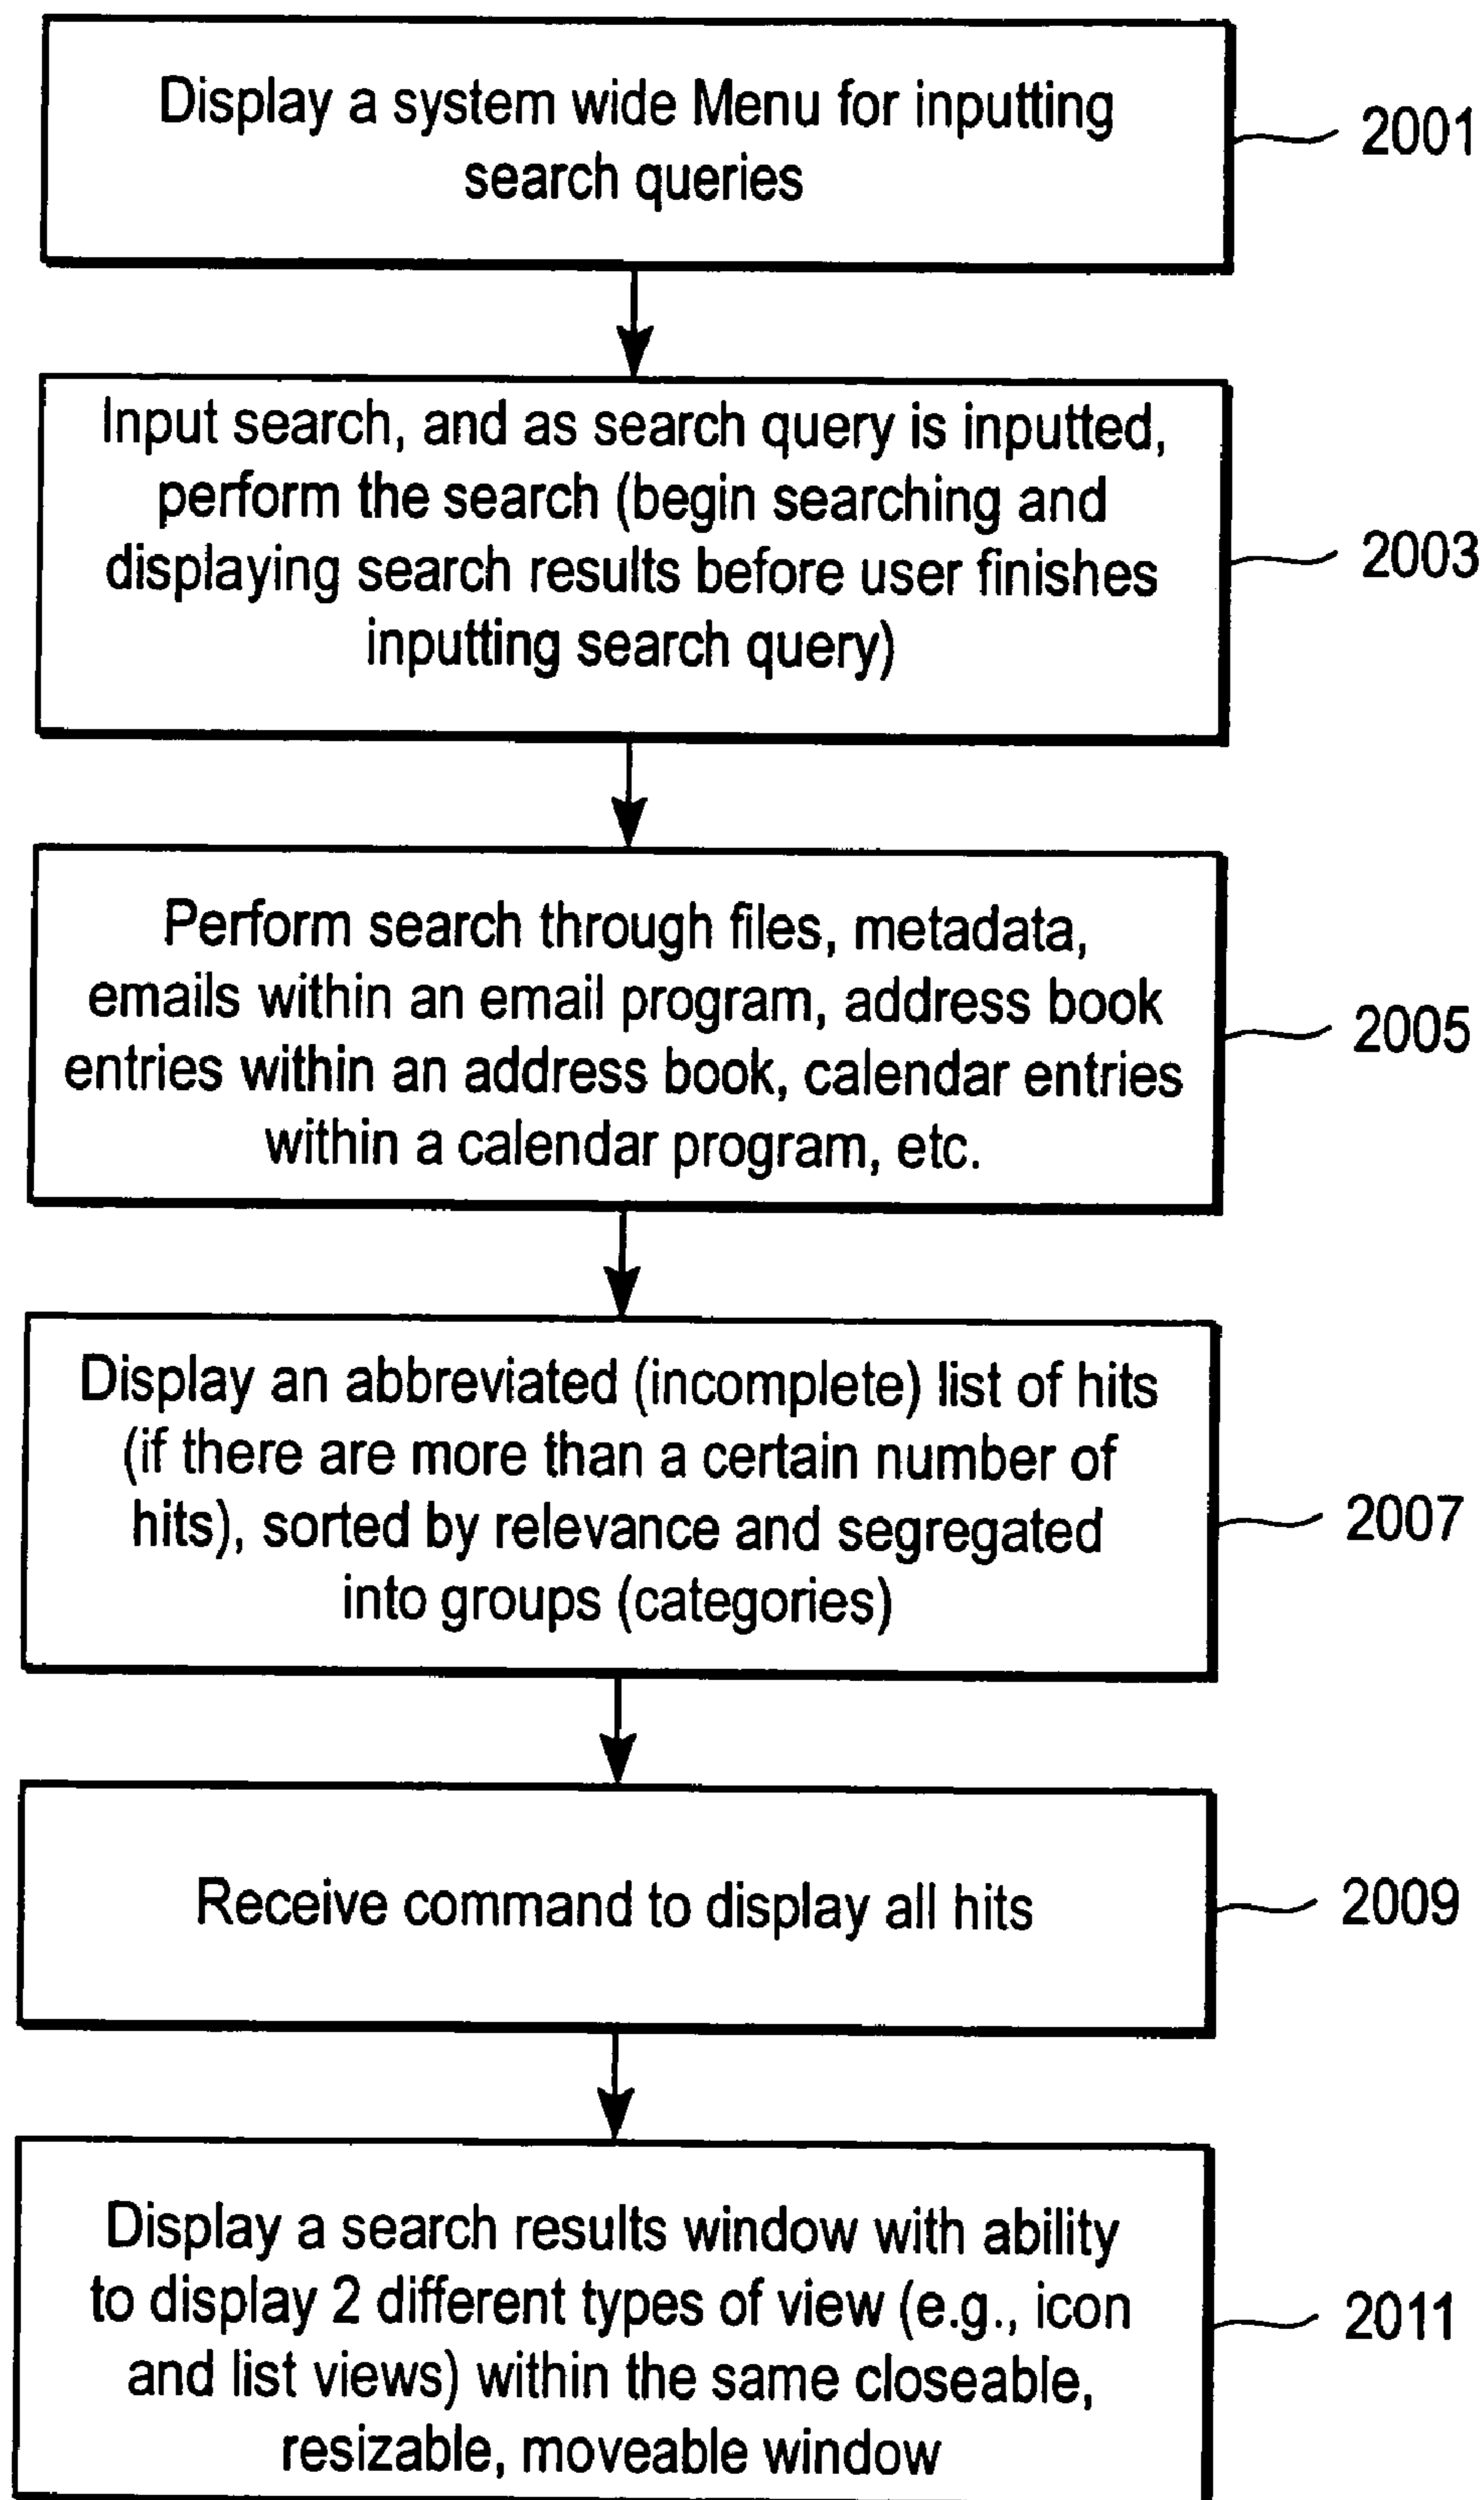 Display a system wide Menu for inputting
search queries
2001
Input search, and as search query is inputted,
perform the search (begin searching and
displaying search results before user finishes
inputting search query)
2003
Perform search through files, metadata,
emails within an email program, address book
entries within an address book, calendar entries
within a calendar program, etc.
2005
Display an abbreviated (incomplete) list of hits
(if there are more than a certain number of
hits), sorted by relevance and segregated
into groups (categories)
2007
Receive command to display all hits
2009
Display a search results window with ability
to display 2 different types of view (e.g., icon
and list views) within the same closeable,
resizable, moveable window
2011